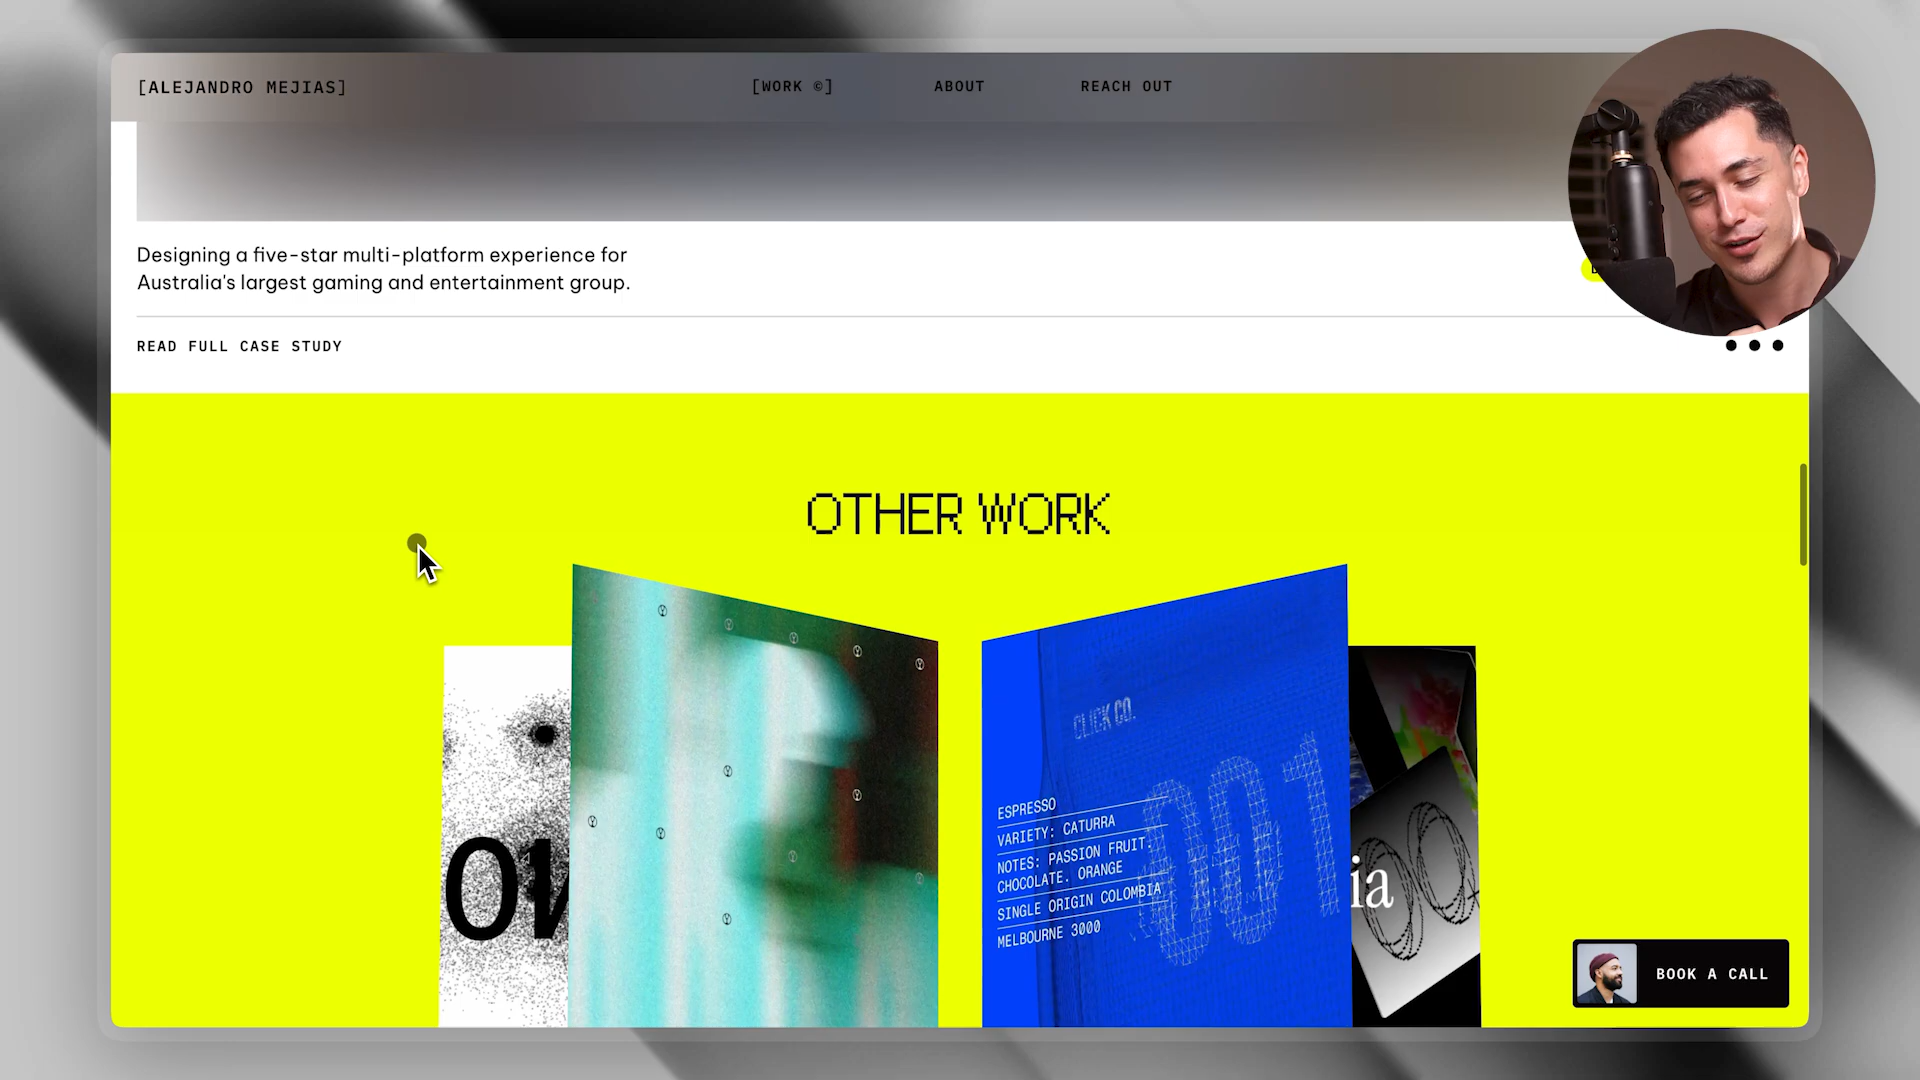 [ALEJANDRO MEJIAS]
[WORK ©]
ABOUT
REACH OUT
Designing a five-star multi-platform experience for
Australia's largest gaming and entertainment group.
READ FULL CASE STUDY
OTHER WORK
CLICK CO.
001
ESPRESSO
VARIETY: CATURRA
NOTES: PASSION FRUIT.
CHOCOLATE. ORANGE
SINGLE ORIGIN COLOMBIA
MELBOURNE 3000
ia
BOOK A CALL